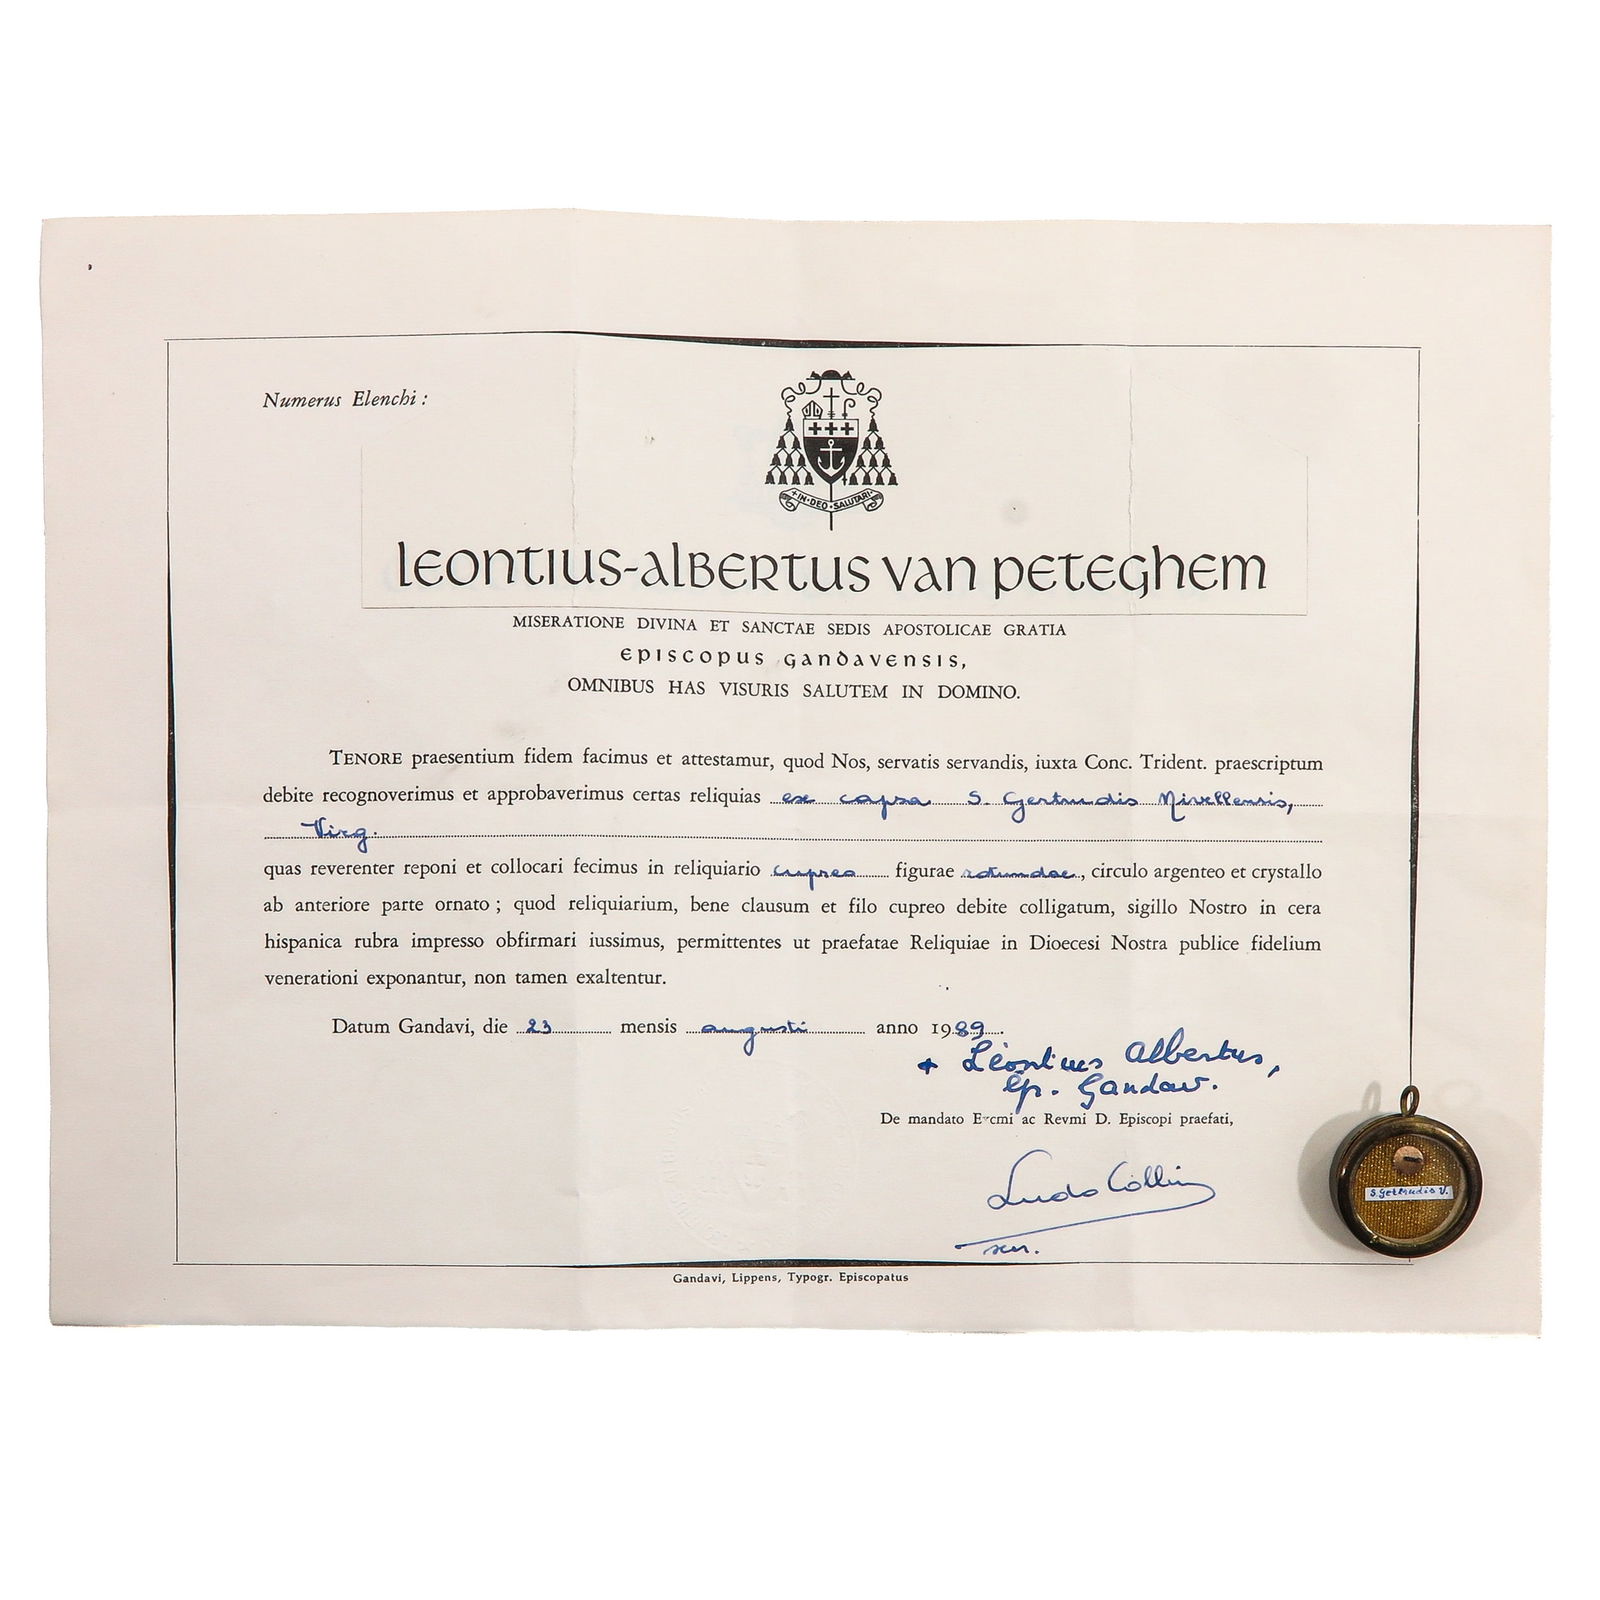 Numerus Elenchi :
+ IN · DEO · SALUTARI ·
LEONTIUS-ALBERTUS VAN PETEGHEM
MISERATIONE DIVINA ET SANCTAE SEDIS APOSTOLICAE GRATIA
EPISCOPUS GANDAVENSIS,
OMNIBUS HAS VISURIS SALUTEM IN DOMINO.
TENORE praesentium fidem facimus et attestamur, quod Nos, servatis servandis, iuxta Conc. Trident. praescriptum
debite recognoverimus et approbaverimus certas reliquias ex capsa S. Gertrudis Nivellensis,
Virg.
quas reverenter reponi et collocari fecimus in reliquiario cupreo figurae rotundae, circulo argenteo et crystallo
ab anteriore parte ornato ; quod reliquiarium, bene clausum et filo cupreo debite colligatum, sigillo Nostro in cera
hispanica rubra impresso obfirmari iussimus, permittentes ut praefatae Reliquiae in Dioecesi Nostra publice fidelium
venerationi exponantur, non tamen exaltentur.
Datum Gandavi, die 23 mensis augusti anno 1989.
+ Léontius Albertus,
Ep. Gandav.
De mandato Excmi ac Revmi D. Episcopi praefati,
Ludo Collin
scr.
S. Gertrudis V.
Gandavi, Lippens, Typogr. Episcopatus